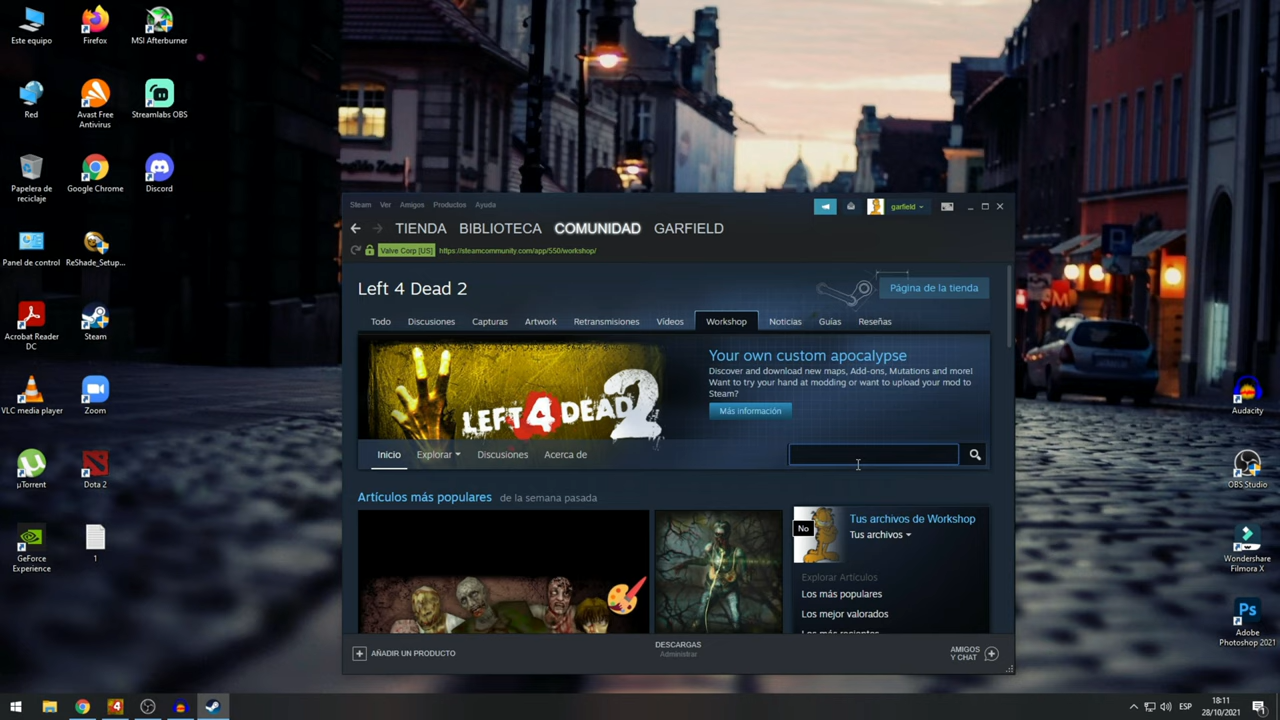 Este equipo
Firefox
MSI Afterburner
Red
Avast Free
Antivirus
Streamlabs OBS
Papelera de
reciclaje
Google Chrome
Discord
Panel de control
ReShade_Setup...
Acrobat Reader
DC
Steam
VLC media player
Zoom
µTorrent
Dota 2
GeForce
Experience
1
Steam Ver Amigos Productos Ayuda
garfield
TIENDA BIBLIOTECA COMUNIDAD GARFIELD
Valve Corp [US] https://steamcommunity.com/app/550/workshop/
Left 4 Dead 2
Página de la tienda
Todo Discusiones Capturas Artwork Retransmisiones Vídeos Workshop Noticias Guías Reseñas
LEFT 4 DEAD 2
Your own custom apocalypse
Discover and download new maps, Add-ons, Mutations and more!
Want to try your hand at modding or want to upload your mod to
Steam?
Más información
Inicio Explorar Discusiones Acerca de
Artículos más populares de la semana pasada
No
Tus archivos de Workshop
Tus archivos
Explorar Artículos
Los más populares
Los mejor valorados
Los más recientes
AÑADIR UN PRODUCTO
DESCARGAS
Administrar
AMIGOS
Y CHAT
Audacity
OBS Studio
Wondershare
Filmora X
Ps
Adobe
Photoshop 2021
ESP
18:11
28/10/2021
1